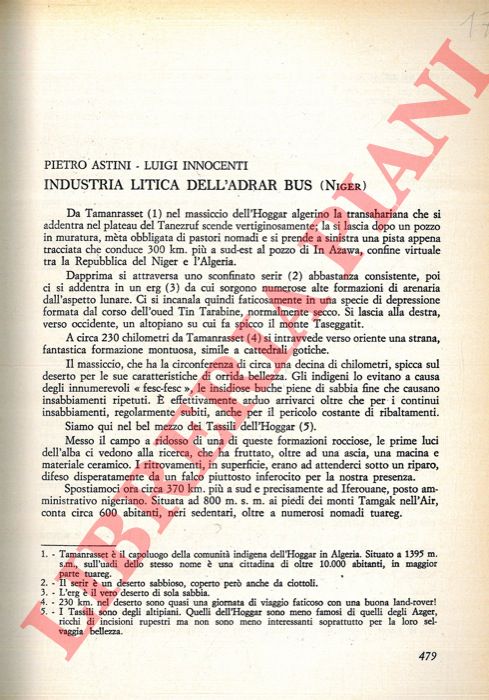 17
PIETRO ASTINI - LUIGI INNOCENTI
INDUSTRIA LITICA DELL'ADRAR BUS (NIGER)
Da Tamanrasset (1) nel massiccio dell'Hoggar algerino la transahariana che si
addentra nel plateau del Tanezruf scende vertiginosamente; la si lascia dopo un pozzo
in muratura, mèta obbligata di pastori nomadi e si prende a sinistra una pista appena
tracciata che conduce 300 km. più a sud-est al pozzo di In Azawa, confine virtuale
tra la Repubblica del Niger e l'Algeria.
Dapprima si attraversa uno sconfinato serir (2) abbastanza consistente, poi
ci si addentra in un erg (3) da cui sorgono numerose alte formazioni di arenaria
dall'aspetto lunare. Ci si incanala quindi faticosamente in una specie di depressione
formata dal corso dell'oued Tin Tarabine, normalmente secco. Si lascia alla destra,
verso occidente, un altopiano su cui fa spicco il monte Taseggatit.
A circa 230 chilometri da Tamanrasset (4) si intravvede verso oriente una strana,
fantastica formazione montuosa, simile a cattedrali gotiche.
Il massiccio, che ha la circonferenza di circa una decina di chilometri, spicca sul
deserto per le sue caratteristiche di orrida bellezza. Gli indigeni lo evitano a causa
degli innumerevoli « fesc-fesc », le insidiose buche piene di sabbia fine che causano
insabbiamenti ripetuti. È effettivamente arduo arrivarci oltre che per i continui
insabbiamenti, regolarmente subiti, anche per il pericolo costante di ribaltamenti.
Siamo qui nel bel mezzo dei Tassili dell'Hoggar (5).
Messo il campo a ridosso di una di queste formazioni rocciose, le prime luci
dell'alba ci vedono alla ricerca, che ha fruttato, oltre ad una ascia, una macina e
materiale ceramico. I ritrovamenti, in superficie, erano ad attenderci sotto un riparo,
difeso disperatamente da un falco piuttosto inferocito per la nostra presenza.
Spostiamoci ora circa 370 km. più a sud e precisamente ad Iferouane, posto am-
ministrativo nigeriano. Situata ad 800 m. s. m. ai piedi dei monti Tamgak nell'Air,
conta circa 600 abitanti, neri sedentari, oltre a numerosi nomadi tuareg.
1. - Tamanrasset è il capoluogo della comunità indigena dell'Hoggar in Algeria. Situato a 1395 m.
s.m. sull'uadi dello stesso nome è una cittadina di oltre 10.000 abitanti, in maggior
parte tuareg.
2. - Il serir è un deserto sabbioso, coperto però anche da ciottoli.
3. - L'erg è il vero deserto di sola sabbia.
4. - 230 km. nel deserto sono quasi una giornata di viaggio faticoso con una buona land-rover!
5. - I Tassili sono degli altipiani. Quelli dell'Hoggar sono meno famosi di quelli degli Azger,
ricchi di incisioni rupestri ma non sono meno interessanti soprattutto per la loro sel-
vaggia bellezza.
479
LIBRERIA PIANI